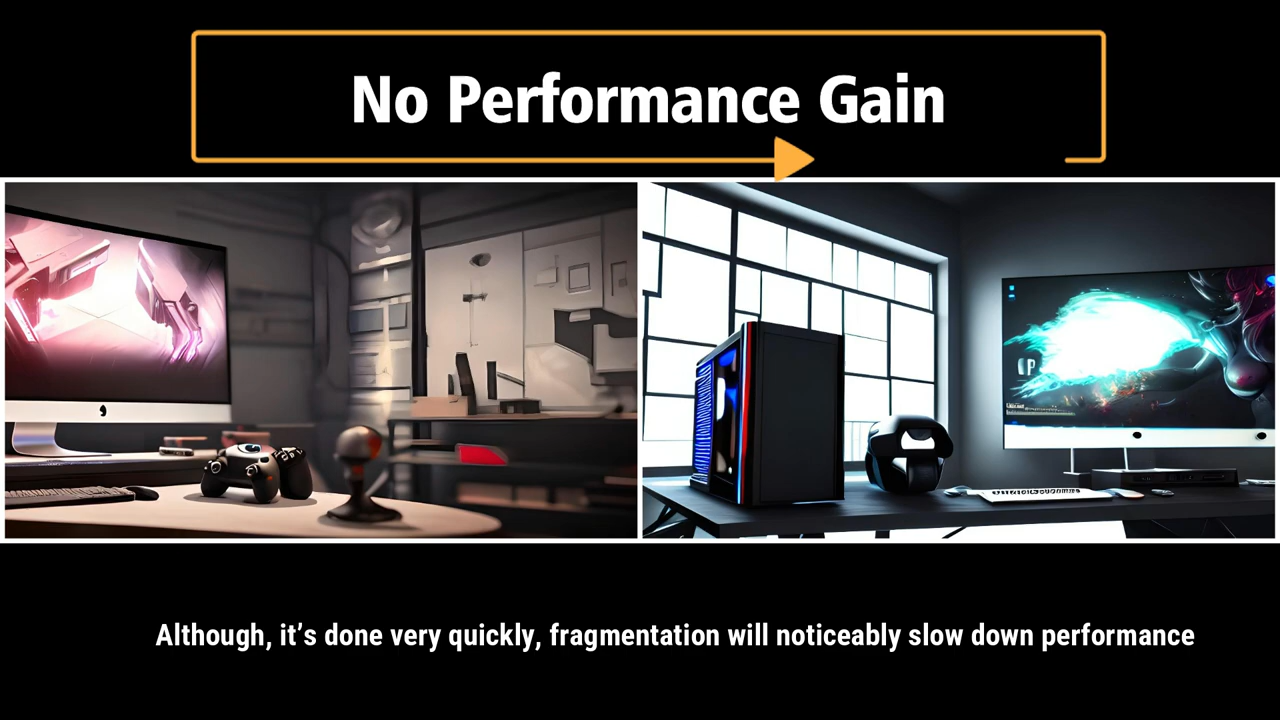 No Performance Gain
Although, it’s done very quickly, fragmentation will noticeably slow down performance